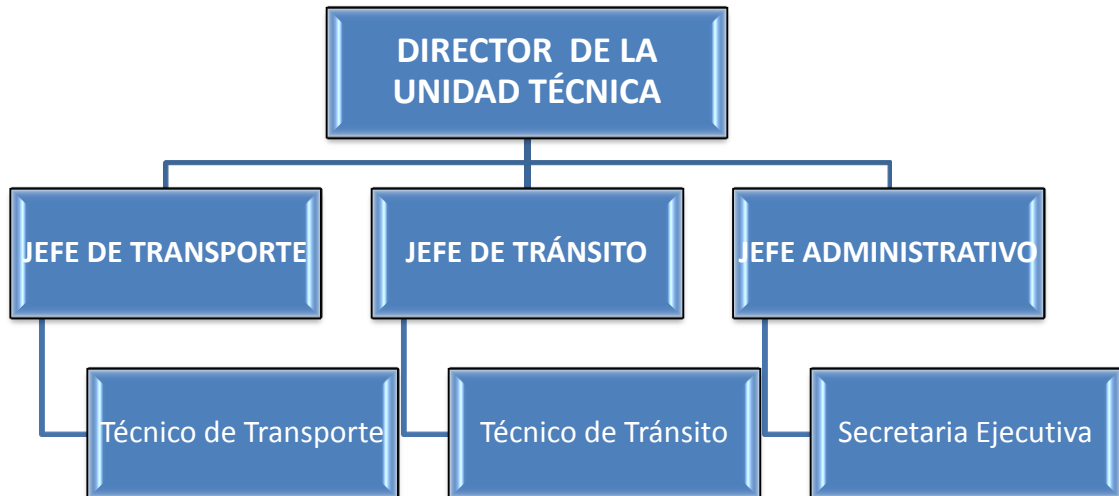 DIRECTOR DE LA
UNIDAD TÉCNICA
JEFE DE TRANSPORTE
JEFE DE TRÁNSITO
JEFE ADMINISTRATIVO
Técnico de Transporte
Técnico de Tránsito
Secretaria Ejecutiva